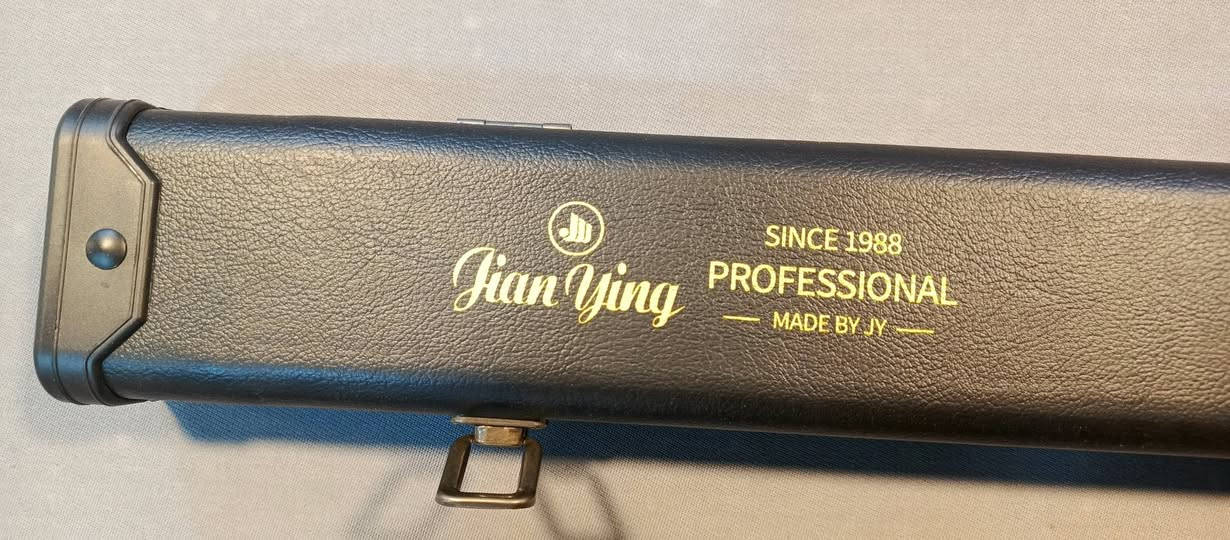 Jian Ying
SINCE 1988
PROFESSIONAL
MADE BY JY